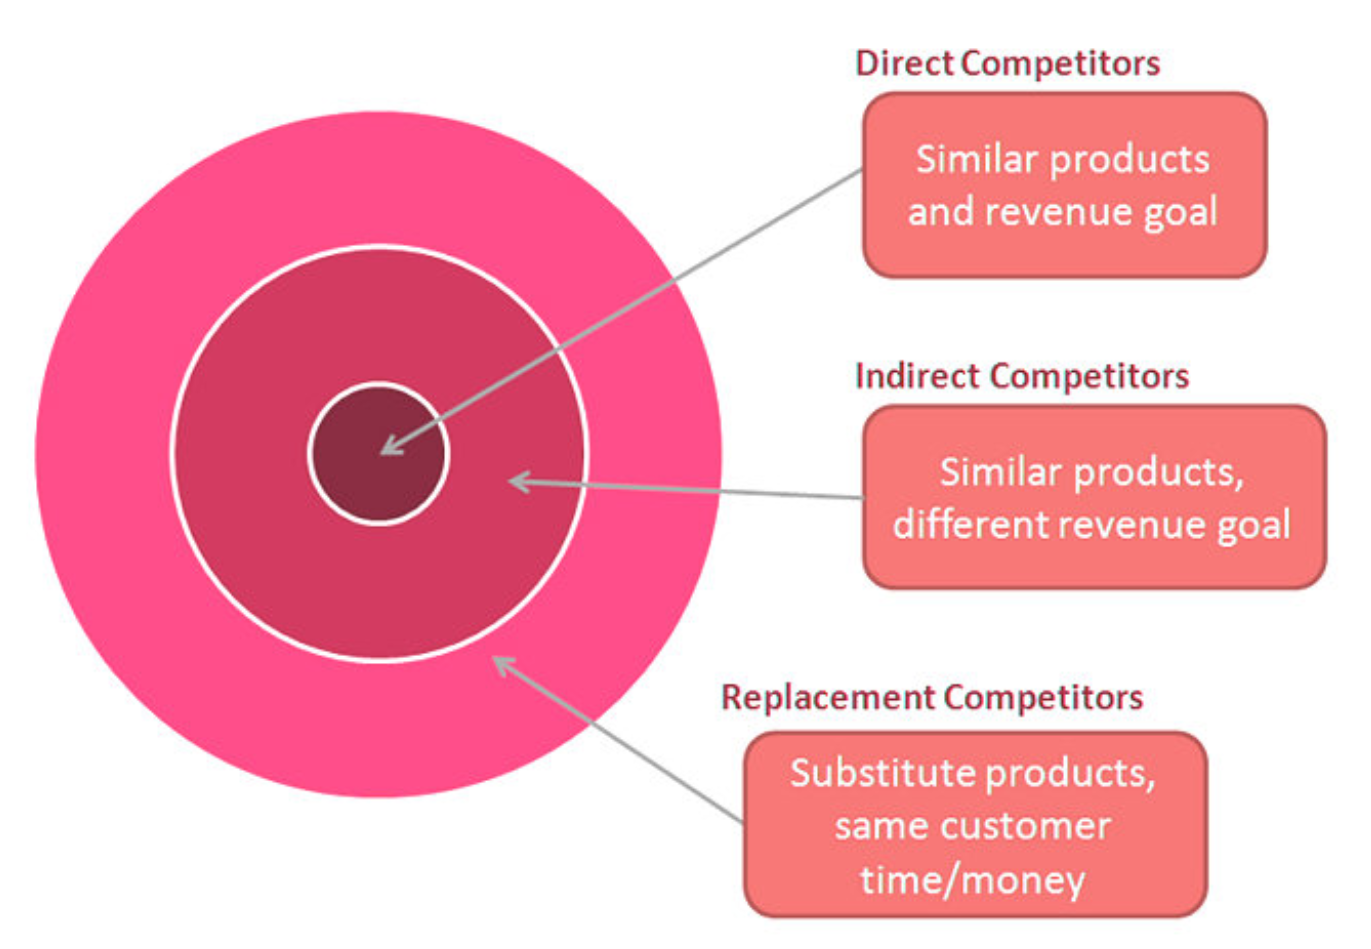 Direct Competitors
Similar products
and revenue goal
Indirect Competitors
Similar products,
different revenue goal
Replacement Competitors
Substitute products,
same customer
time/money